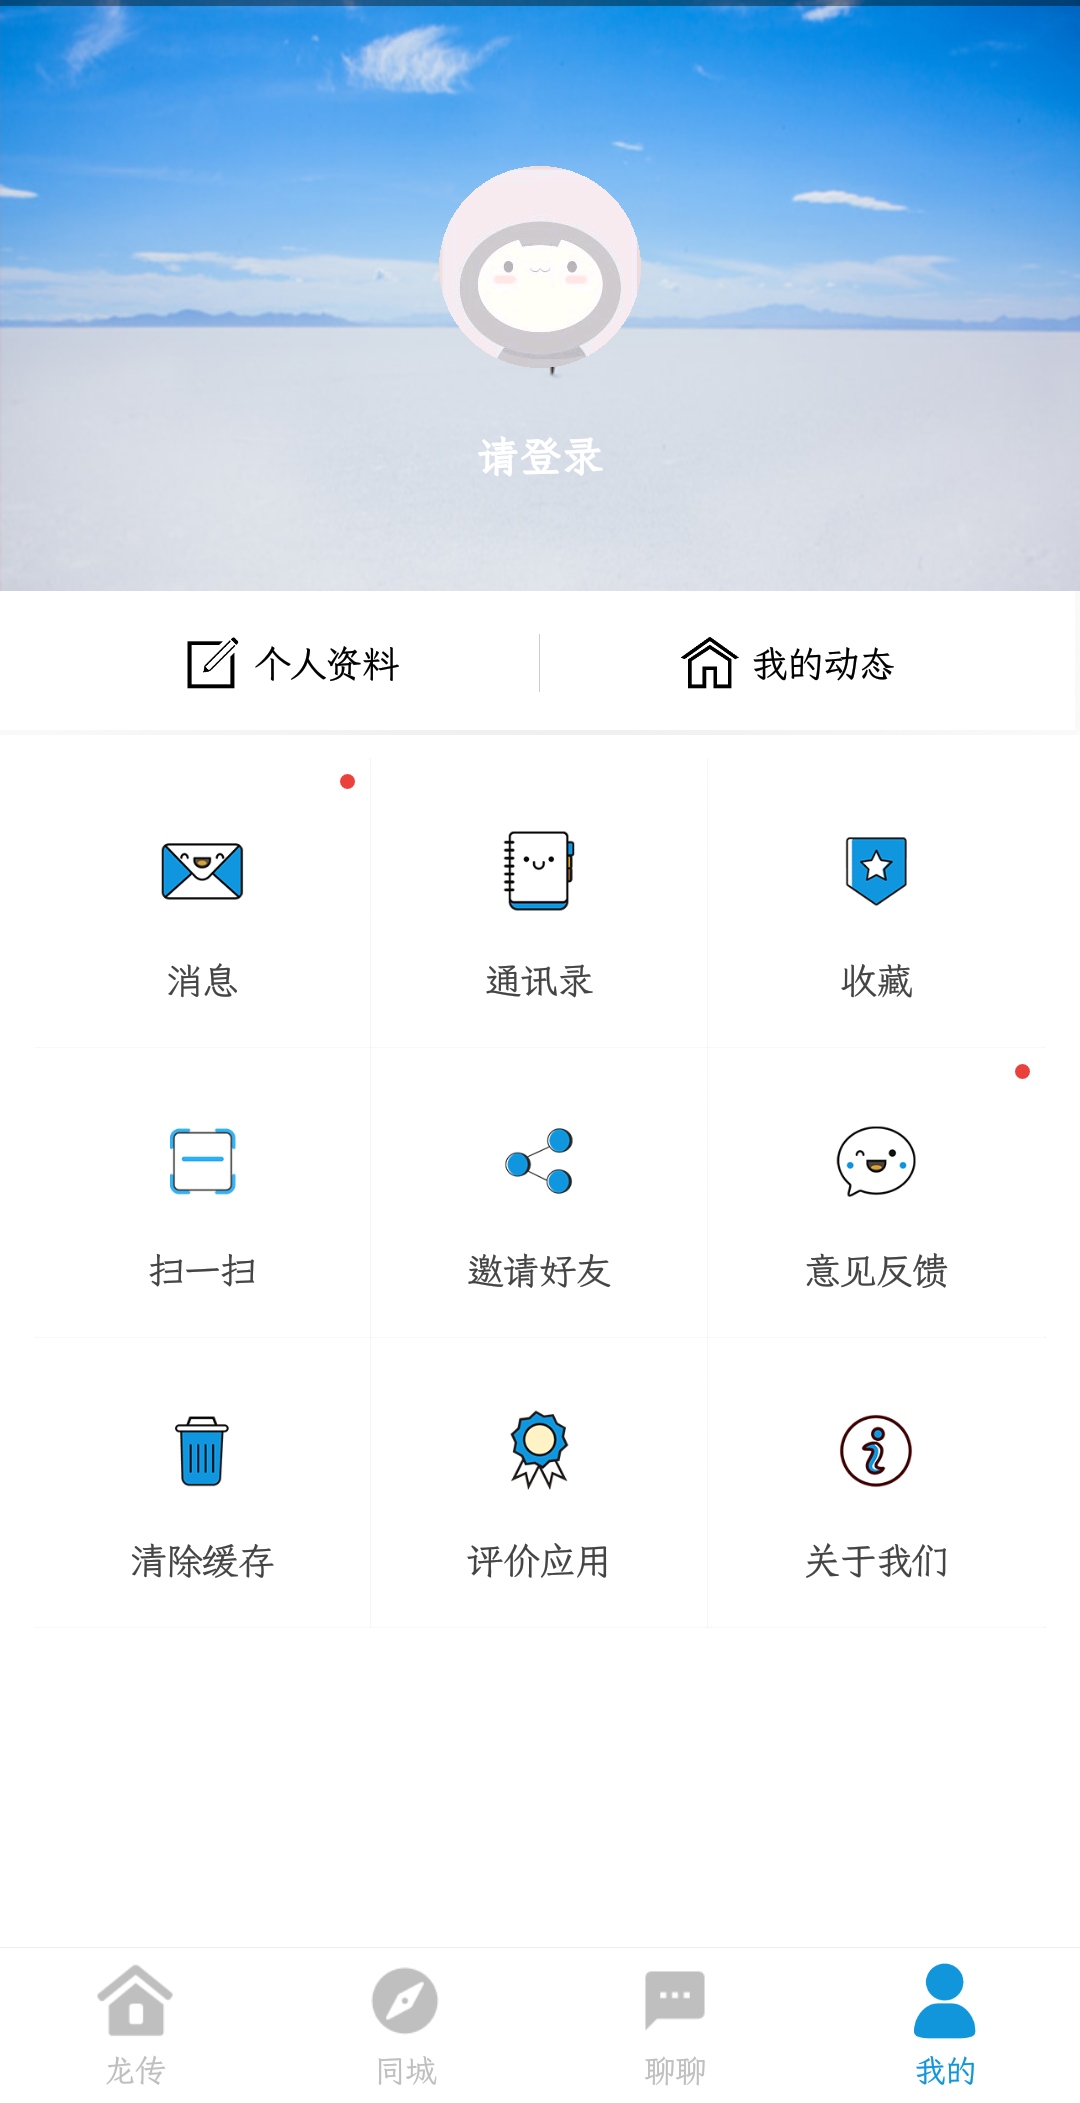 请登录
个人资料
我的动态
消息
通讯录
收藏
扫一扫
邀请好友
意见反馈
清除缓存
评价应用
关于我们
龙传
同城
聊聊
我的